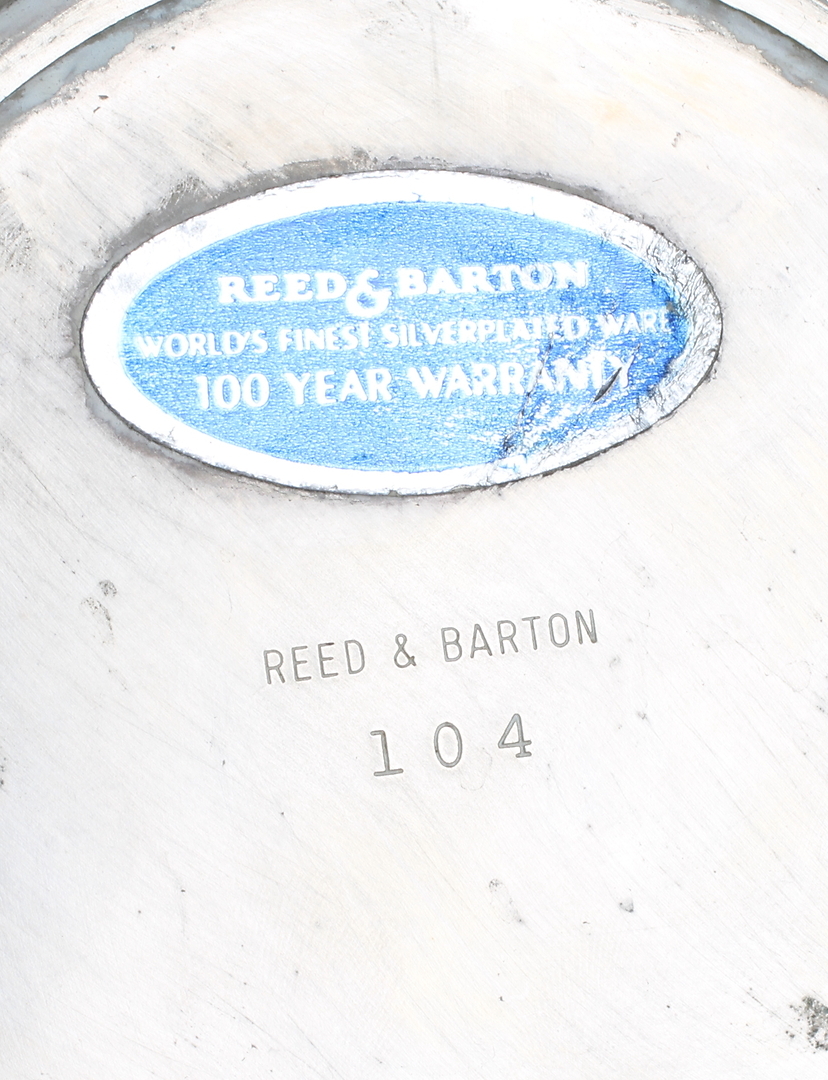 REED & BARTON
WORLD'S FINEST SILVERPLATED WARE
100 YEAR WARRANTY
REED & BARTON
104